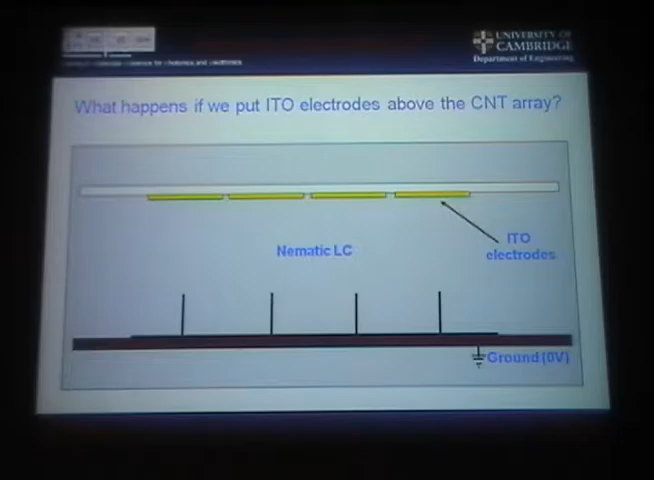 UNIVERSITY OF
CAMBRIDGE
Department of Engineering
What happens if we put ITO electrodes above the CNT array?
Nematic LC
ITO
electrodes
Ground (0V)